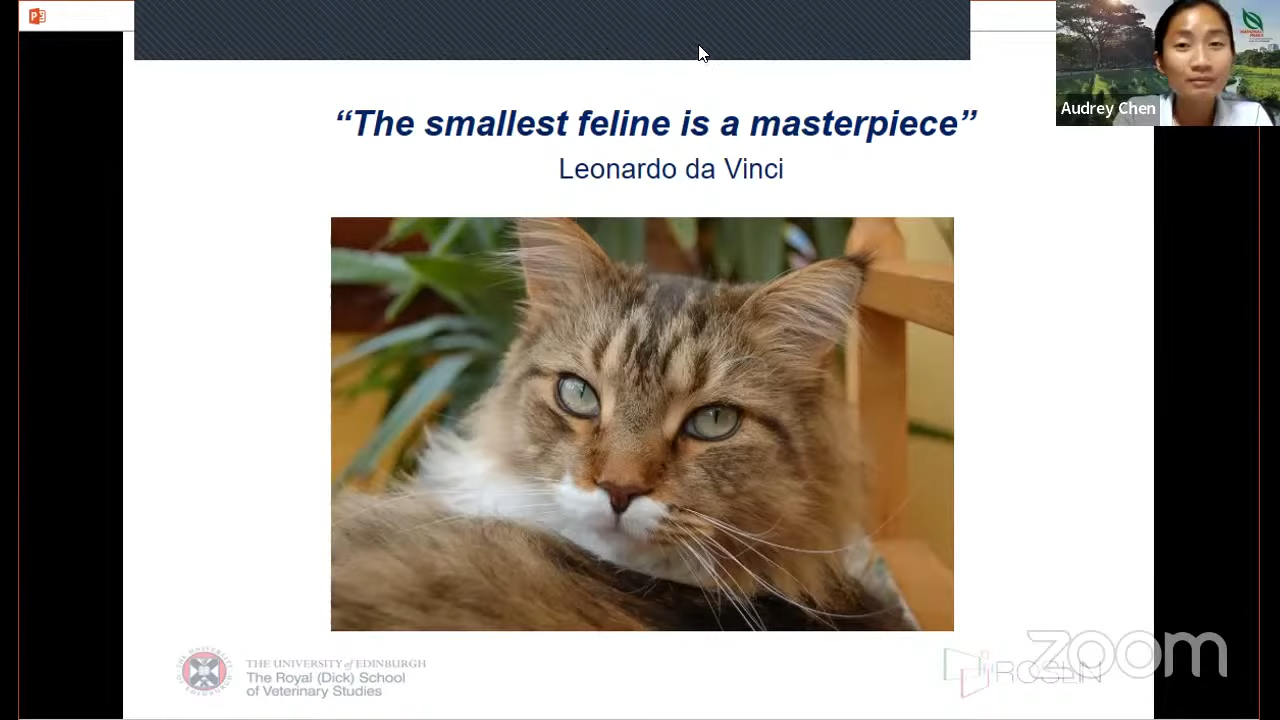 Audrey Chen
“The smallest feline is a masterpiece”
Leonardo da Vinci
THE UNIVERSITY of EDINBURGH
The Royal (Dick) School
of Veterinary Studies
ROSLIN
zoom